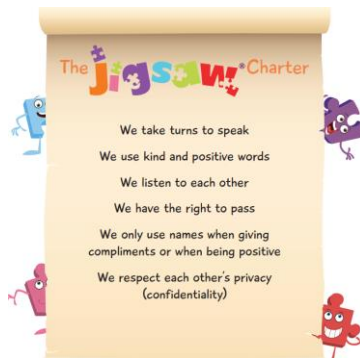 The Jigsaw® Charter
We take turns to speak
We use kind and positive words
We listen to each other
We have the right to pass
We only use names when giving
compliments or when being positive
We respect each other's privacy
(confidentiality)